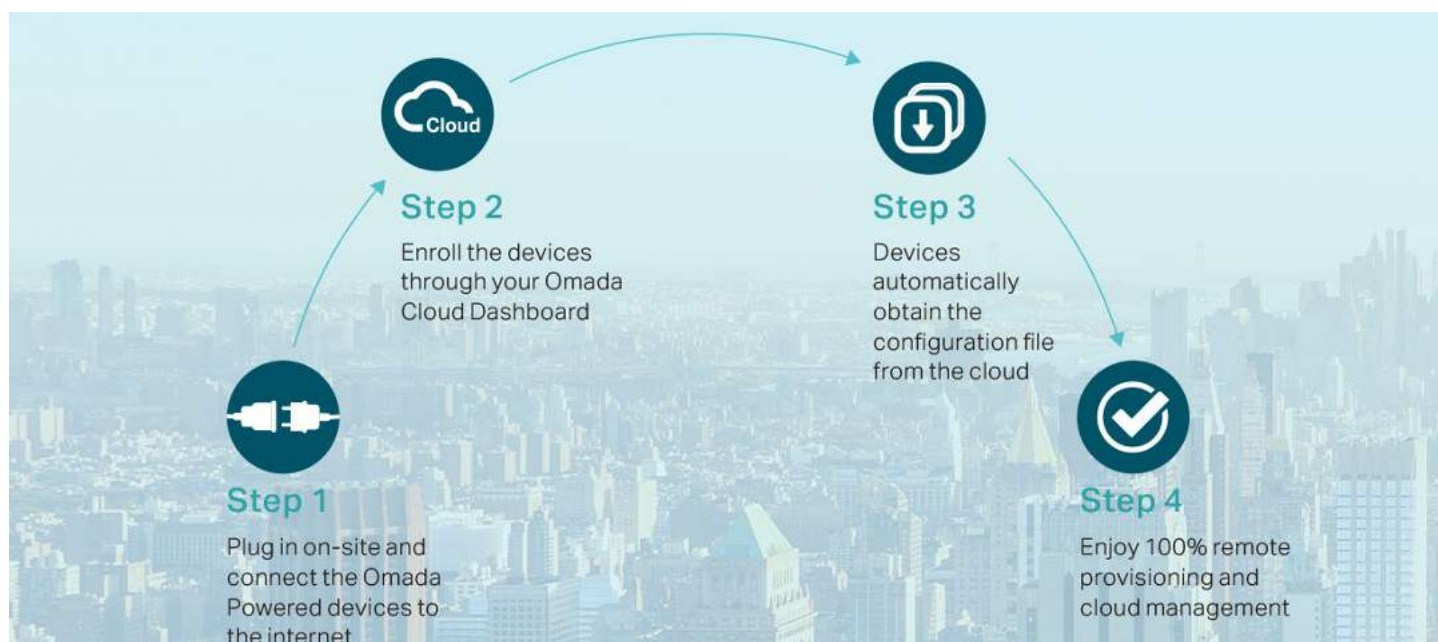 Cloud
Step 2
Enroll the devices
through your Omada
Cloud Dashboard
Step 3
Devices
automatically
obtain the
configuration file
from the cloud
Step 1
Plug in on-site and
connect the Omada
Powered devices to
the internet
Step 4
Enjoy 100% remote
provisioning and
cloud management